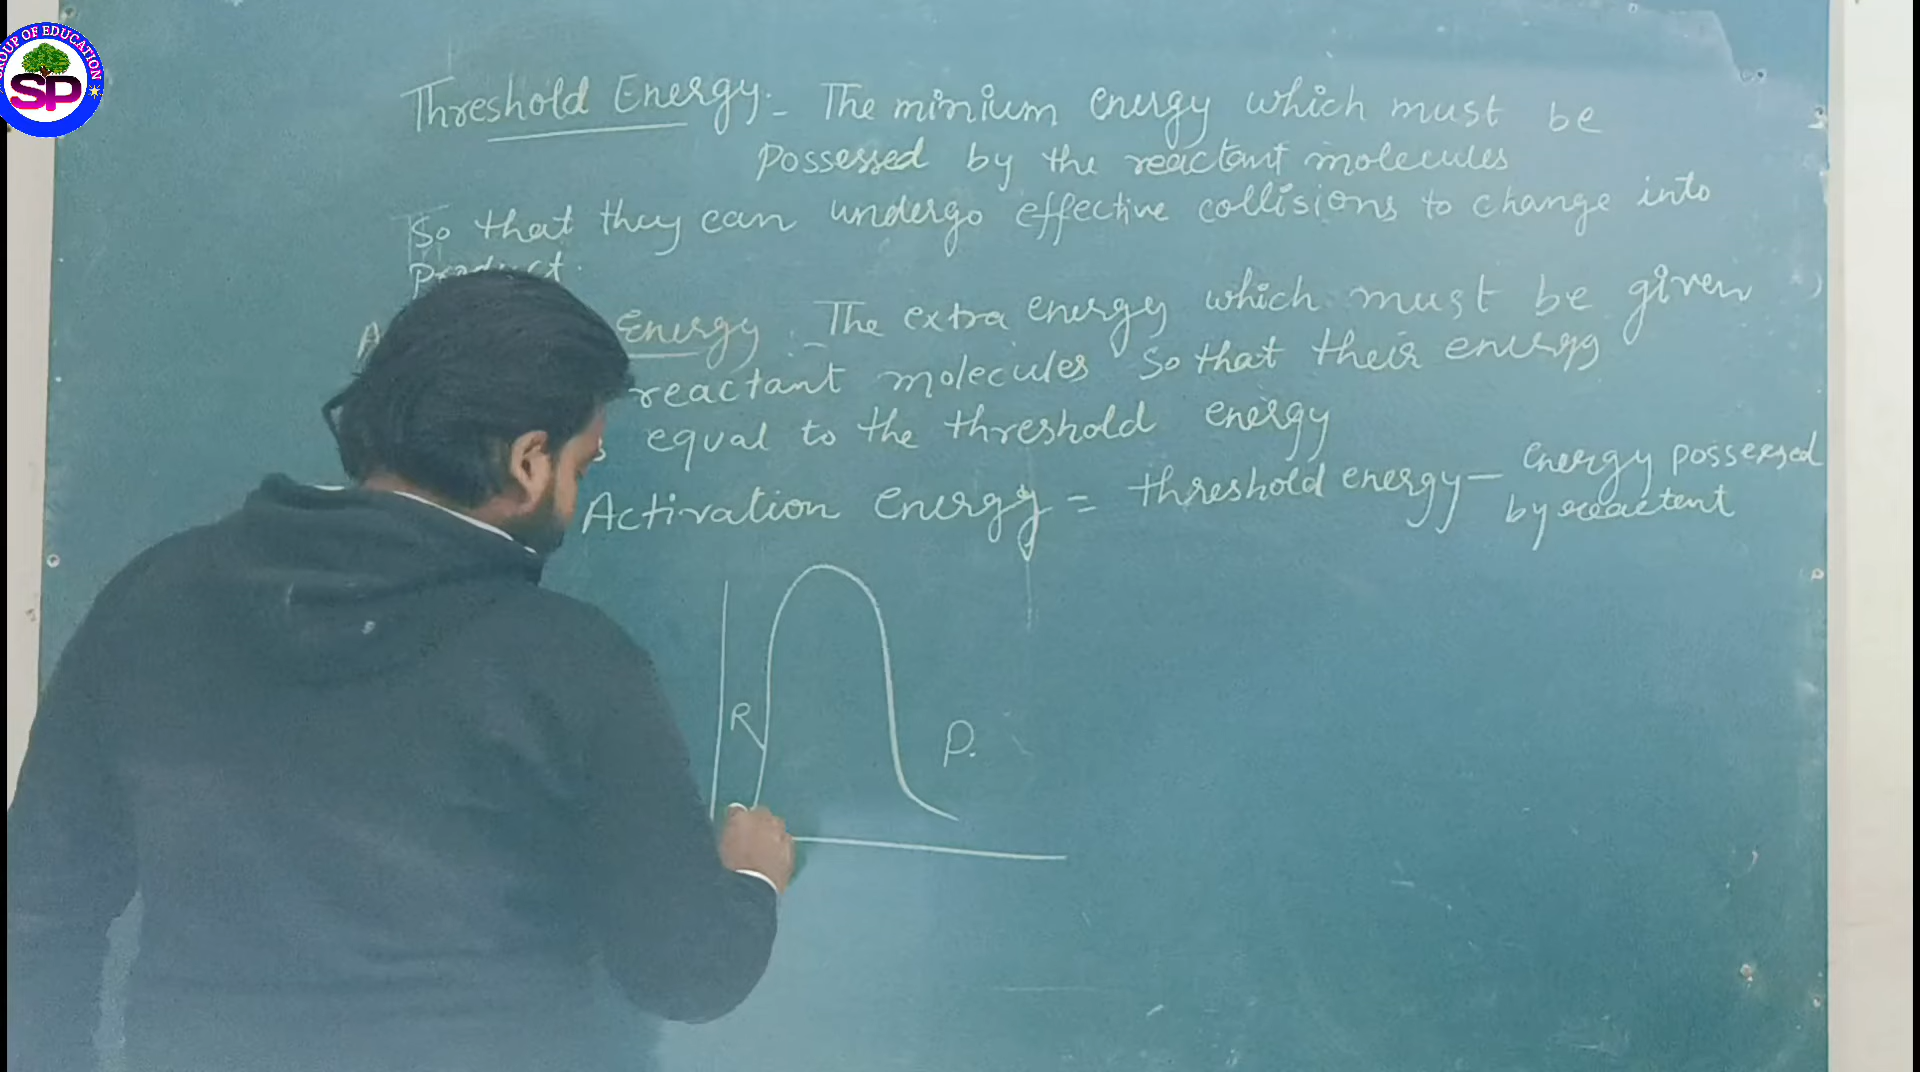 GROUP OF EDUCATION
SP
Threshold Energy :- The minium energy which must be
possessed by the reactant molecules
So that they can undergo effective collisions to change into
Product.
Energy :- The extra energy which must be given
reactant molecules so that their energy
equal to the threshold energy
Activation energy = threshold energy - energy possessed
by reactent
R
P.